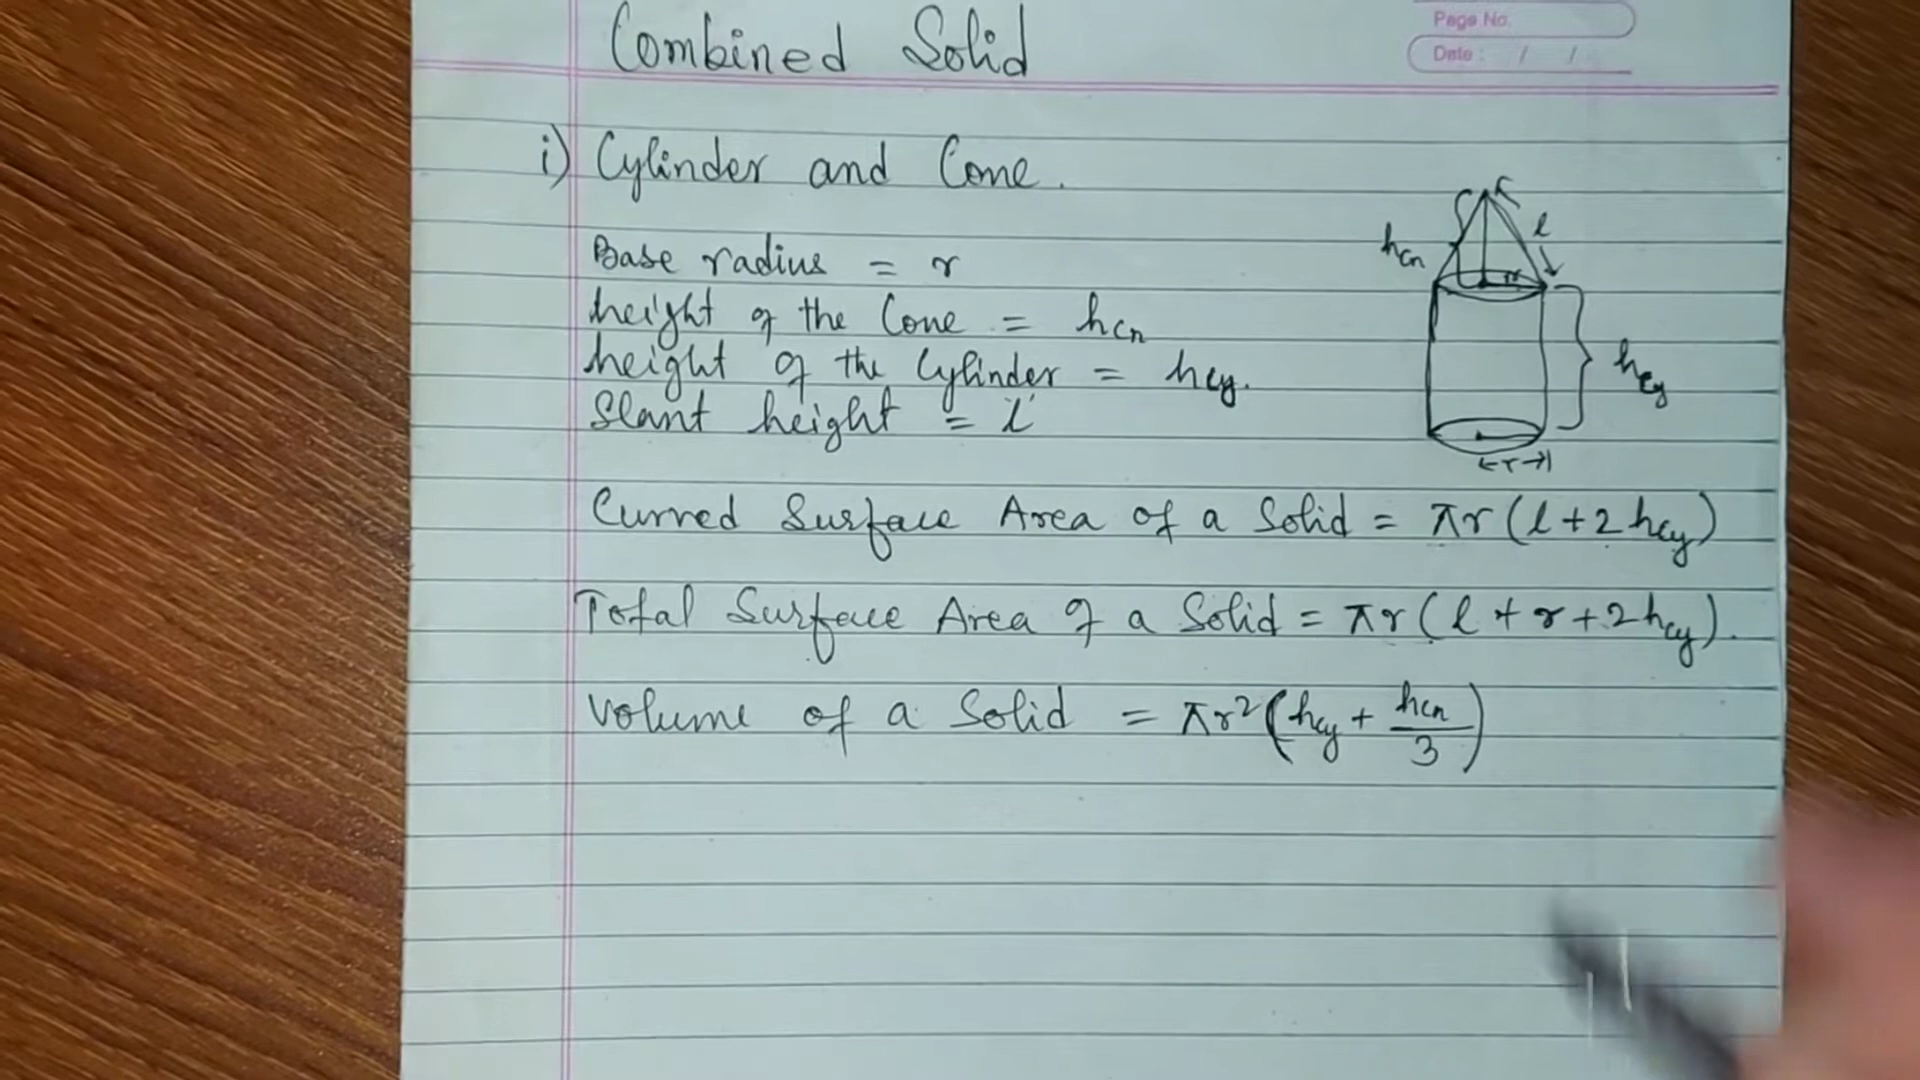 Page No.
Date : / /
Combined Solid
i) Cylinder and Cone.
Base radius = r
height of the Cone = hcn
height of the Cylinder = hcy.
Slant height = l
hcn
l
r
hcy
r
Curved Surface Area of a Solid = πr(l+2hcy)
Total Surface Area of a Solid = πr(l+r+2hcy).
Volume of a Solid = πr²(hcy + hcn/3)